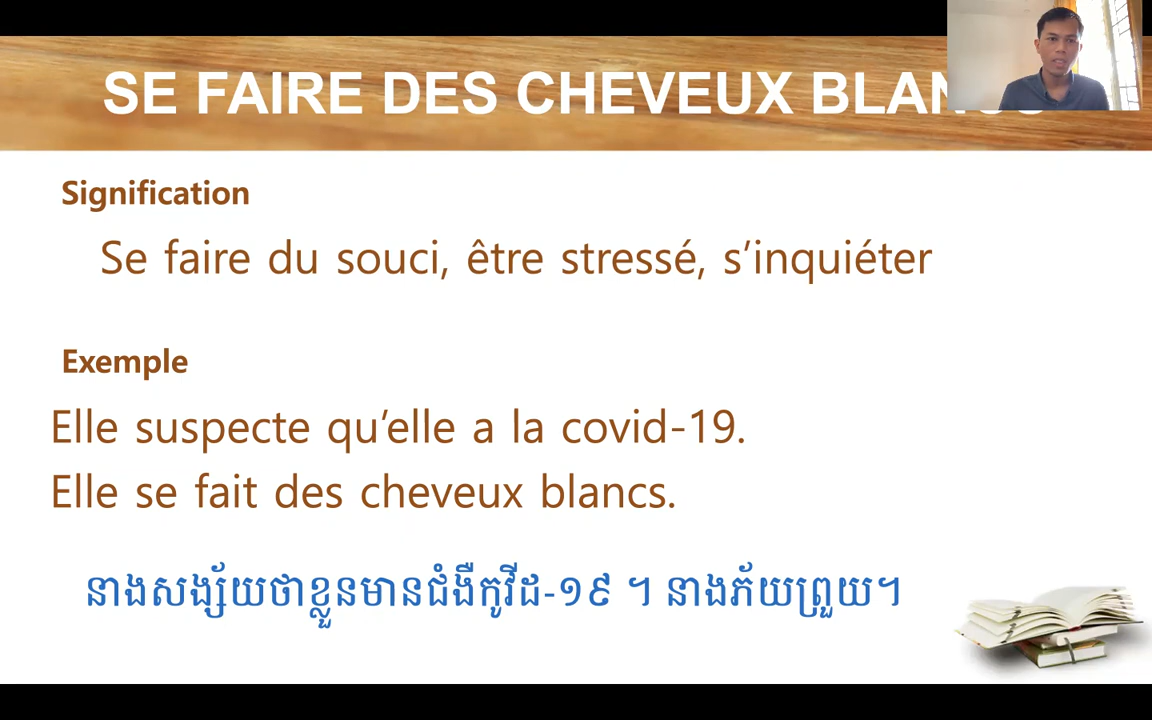 SE FAIRE DES CHEVEUX BLANCS
Signification
Se faire du souci, être stressé, s’inquiéter
Exemple
Elle suspecte qu’elle a la covid-19.
Elle se fait des cheveux blancs.
នាងសង្ស័យថាខ្លួនមានជំងឺកូវីដ-១៩ ។ នាងភ័យព្រួយ។